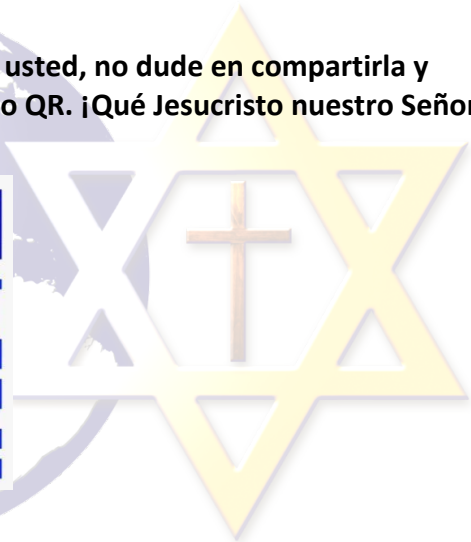 usted, no dude en compartirla y
o QR. ¡Qué Jesucristo nuestro Señor